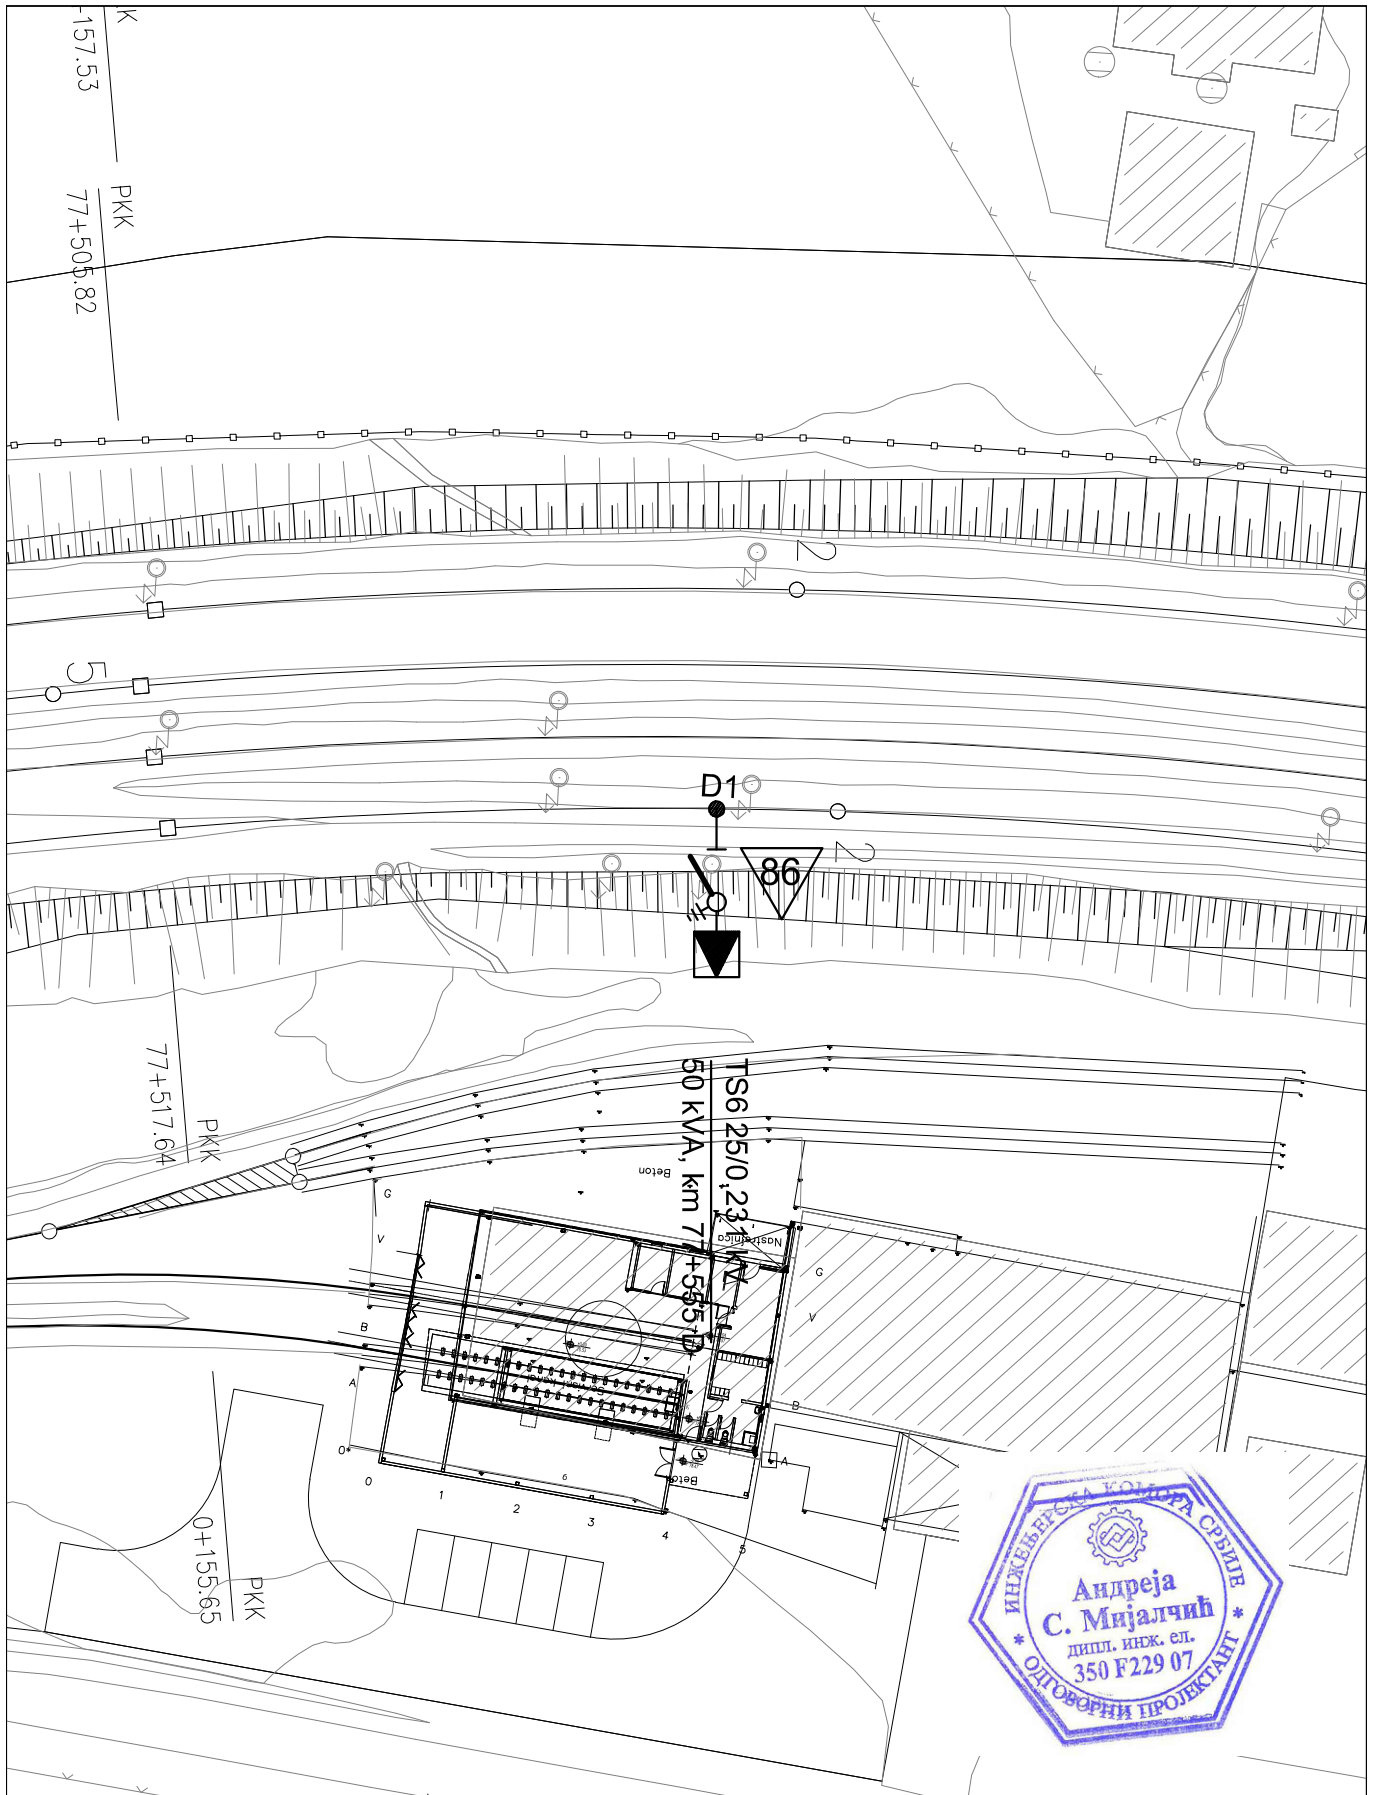 KK
-157.53
PKK
77+505.82
2
5
D1
2
86
TS6 25/0,231 kV
50 kVA, km 77+555 D
77+517.64
PKK
Beton
Nastrešnica
G
V
B
A
0*
G
V
B
A
0
1
2
3
4
5
6
Beton
PKK
0+155.65
ИНЖЕЊЕРСКА КОМОРА СРБИЈЕ
Андреја
С. Мијалчић
дипл. инж. ел.
350 F229 07
* ОДГОВОРНИ ПРОЈЕКТАНТ *